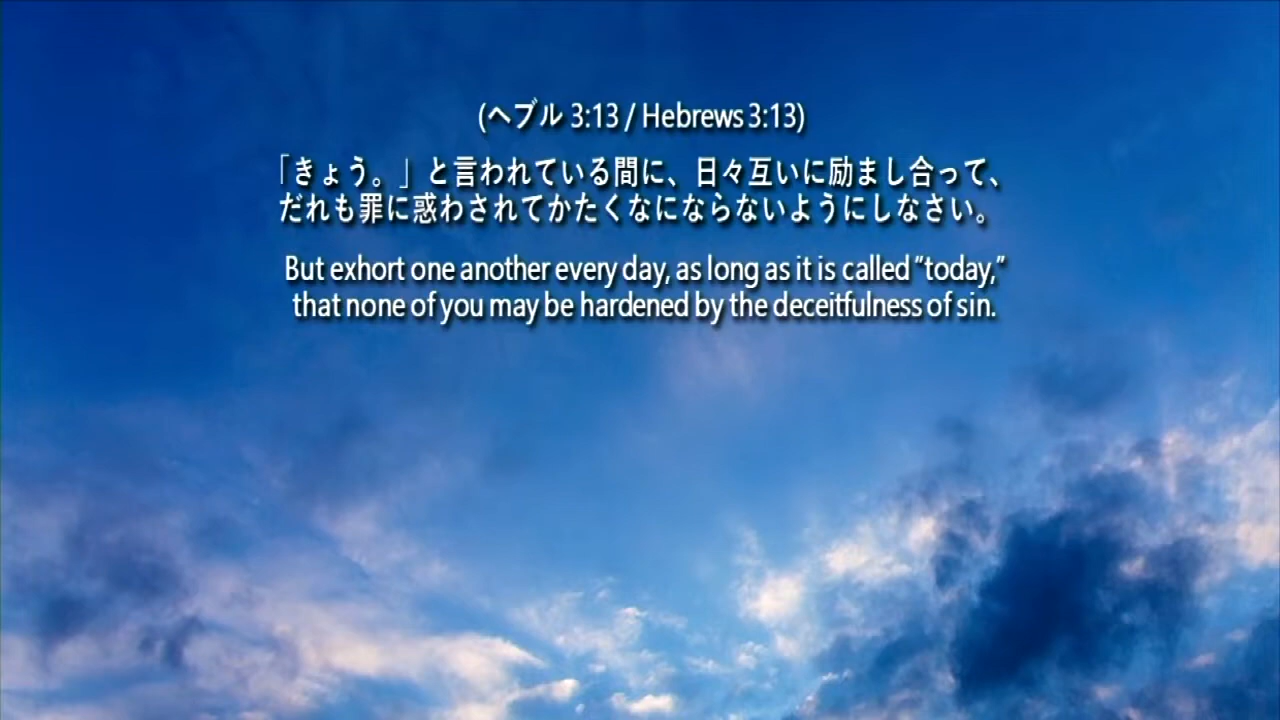 (ヘブル 3:13 / Hebrews 3:13)
「きょう。」と言われている間に、日々互いに励まし合って、
だれも罪に惑わされてかたくなにならないようにしなさい。
But exhort one another every day, as long as it is called “today,”
that none of you may be hardened by the deceitfulness of sin.